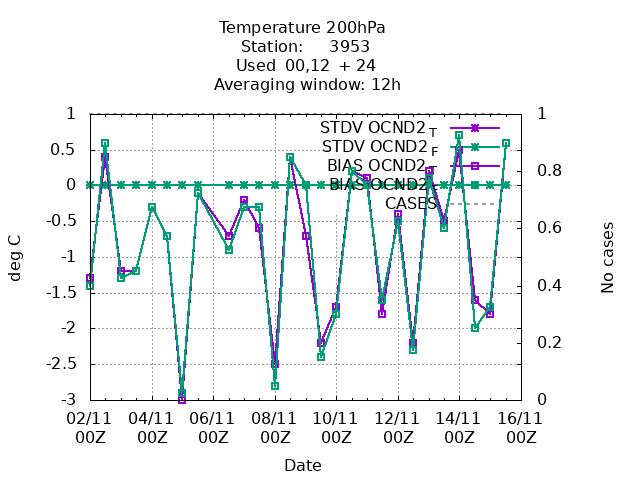 Temperature 200hPa
Station: 3953
Used 00,12 + 24
Averaging window: 12h
1 1
STDV OCND2 T
0.5 STDV OCND2 F
BIAS OCND2 T 0.8
0 BIAS OCND2
CASES
-0.5 0.6
-1
-1.5 0.4
-2
-2.5 0.2
-3 0
deg C
No cases
02/11 04/11 06/11 08/11 10/11 12/11 14/11 16/11
00Z 00Z 00Z 00Z 00Z 00Z 00Z 00Z
Date